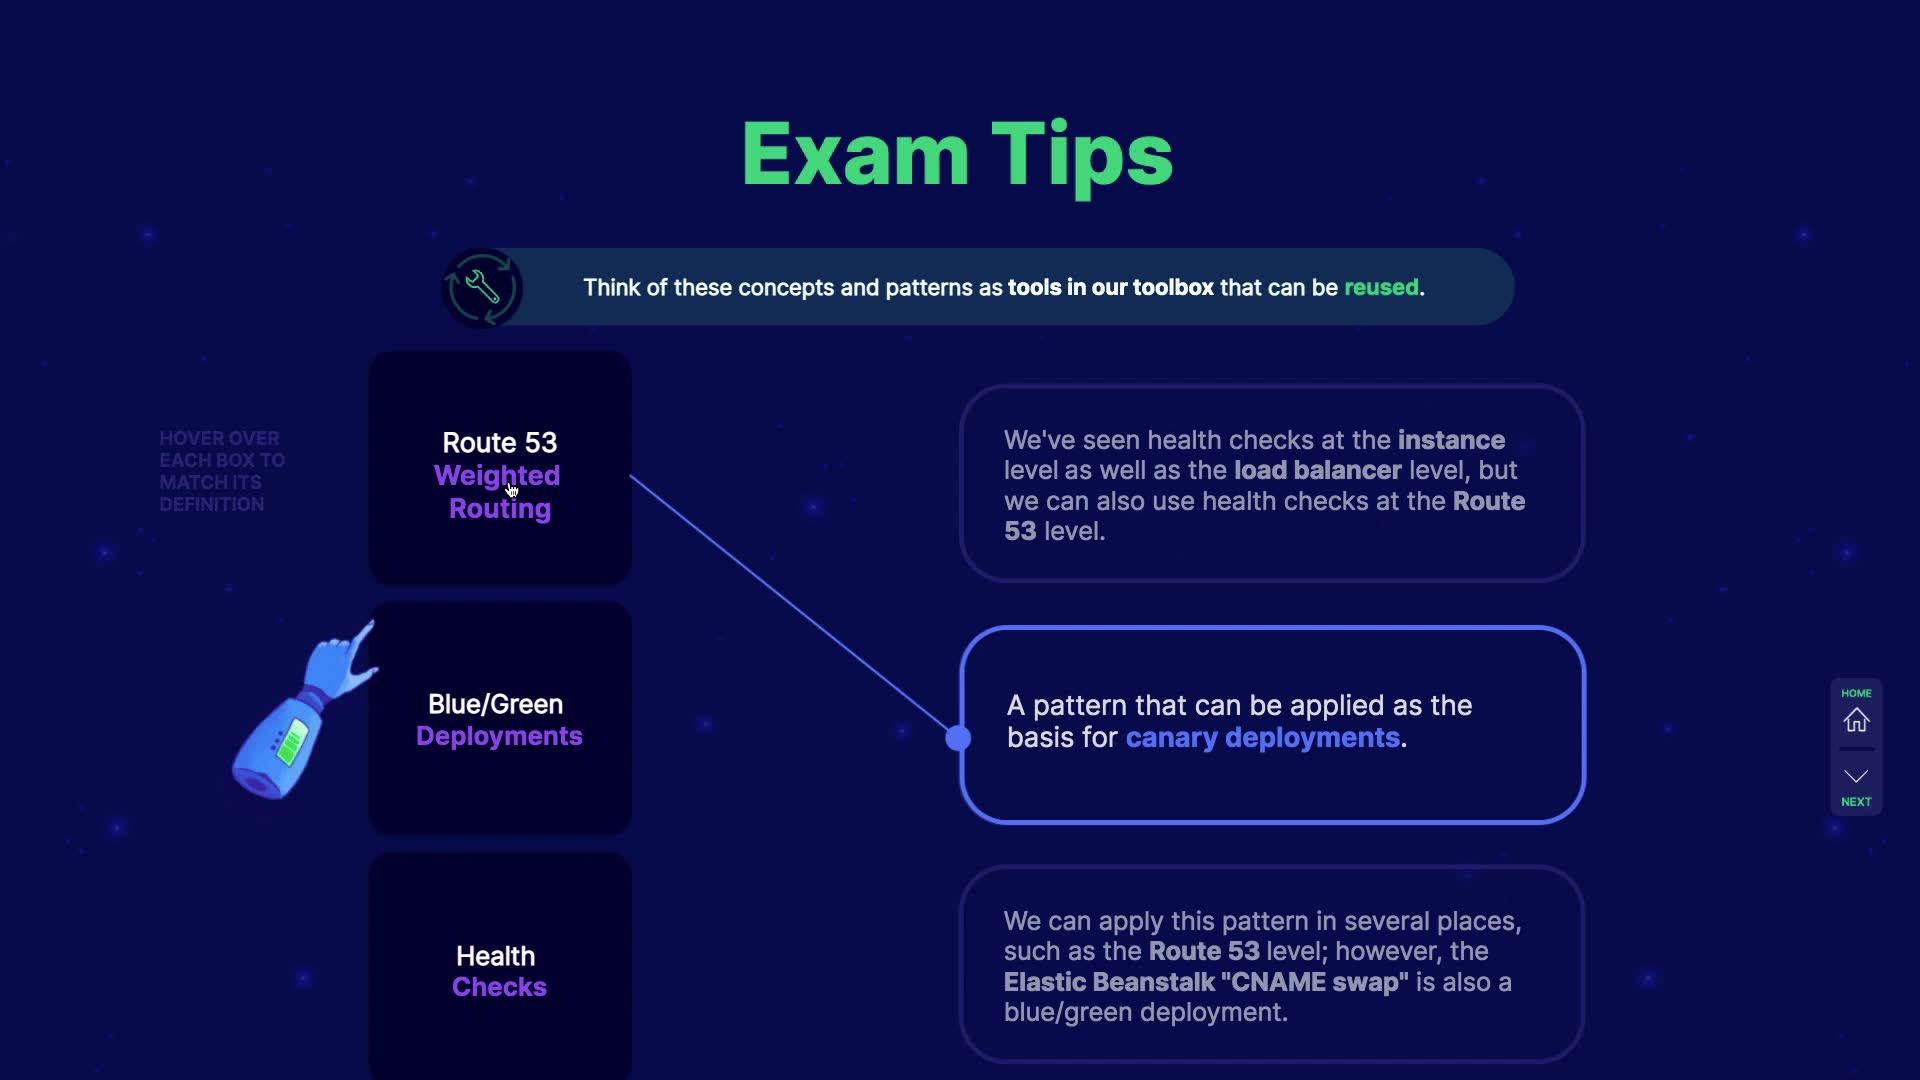 Exam Tips
Think of these concepts and patterns as tools in our toolbox that can be reused.
HOVER OVER
EACH BOX TO
MATCH ITS
DEFINITION
Route 53
Weighted
Routing
Blue/Green
Deployments
Health
Checks
We've seen health checks at the instance
level as well as the load balancer level, but
we can also use health checks at the Route
53 level.
A pattern that can be applied as the
basis for canary deployments.
We can apply this pattern in several places,
such as the Route 53 level; however, the
Elastic Beanstalk "CNAME swap" is also a
blue/green deployment.
HOME
NEXT